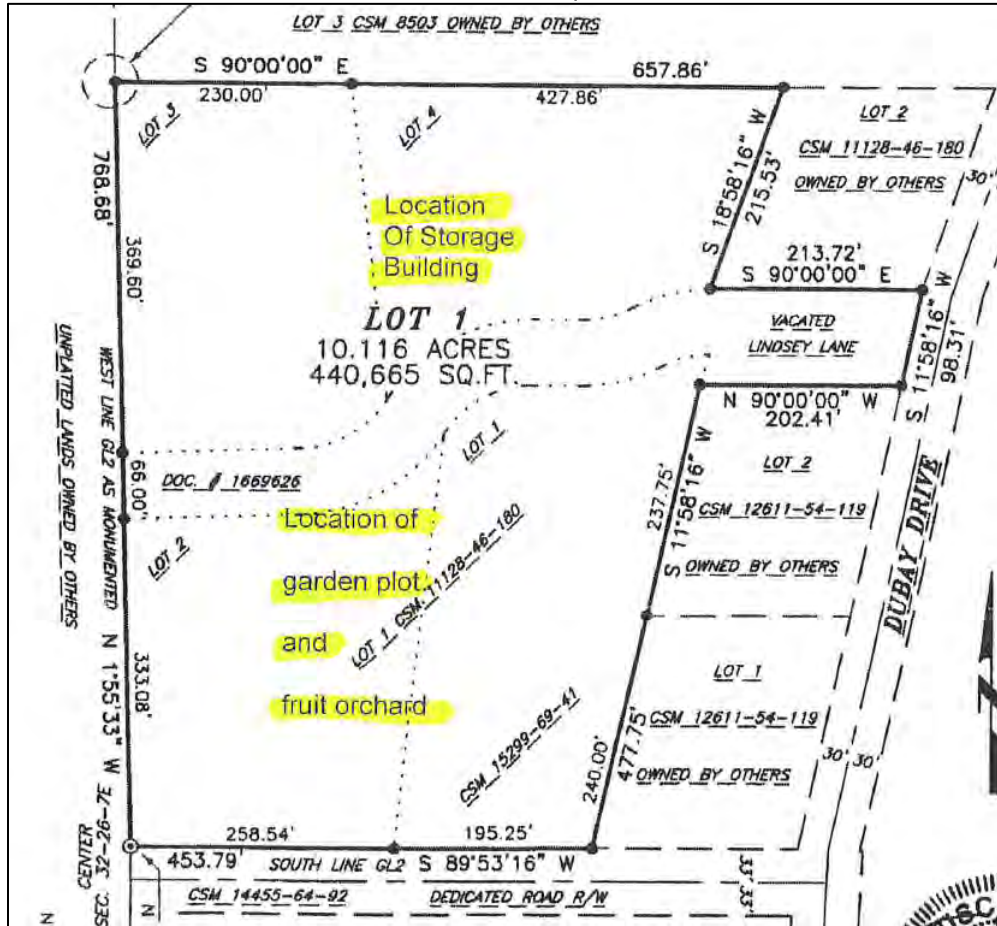 LOT 3 CSM 8503 OWNED BY OTHERS
S 90°00'00" E
657.86'
230.00'
427.86'
LOT 3
LOT 4
LOT 2
CSM 11128-46-180
OWNED BY OTHERS
30'
768.68'
369.60'
S 18°58'16" W
215.53'
Location
Of Storage
Building
213.72'
S 90°00'00" E
LOT 1
10.116 ACRES
440,665 SQ.FT.
VACATED
LINDSEY LANE
S 11°58'16" W
98.31'
N 90°00'00" W
202.41'
UNPLATTED LANDS OWNED BY OTHERS
WEST LINE GL2 AS MONUMENTED N 1°55'33" W
66.00'
DOC. # 1669626
LOT 1
LOT 2
LOT 2
CSM 12611-54-119
OWNED BY OTHERS
237.75'
S 11°58'16" W
DUBAY DRIVE
Location of
garden plot
and
fruit orchard
LOT 1 CSM 11128-46-180
333.08'
LOT 1
CSM 12611-54-119
OWNED BY OTHERS
30' 30'
CSM 15299-69-41
240.00'
477.75'
258.54'
195.25'
453.79'
SOUTH LINE GL2 S 89°53'16" W
CENTER
SEC. 32-26-7E
CSM 14455-64-92
DEDICATED ROAD R/W
33' 33'
N
N
N
ISC